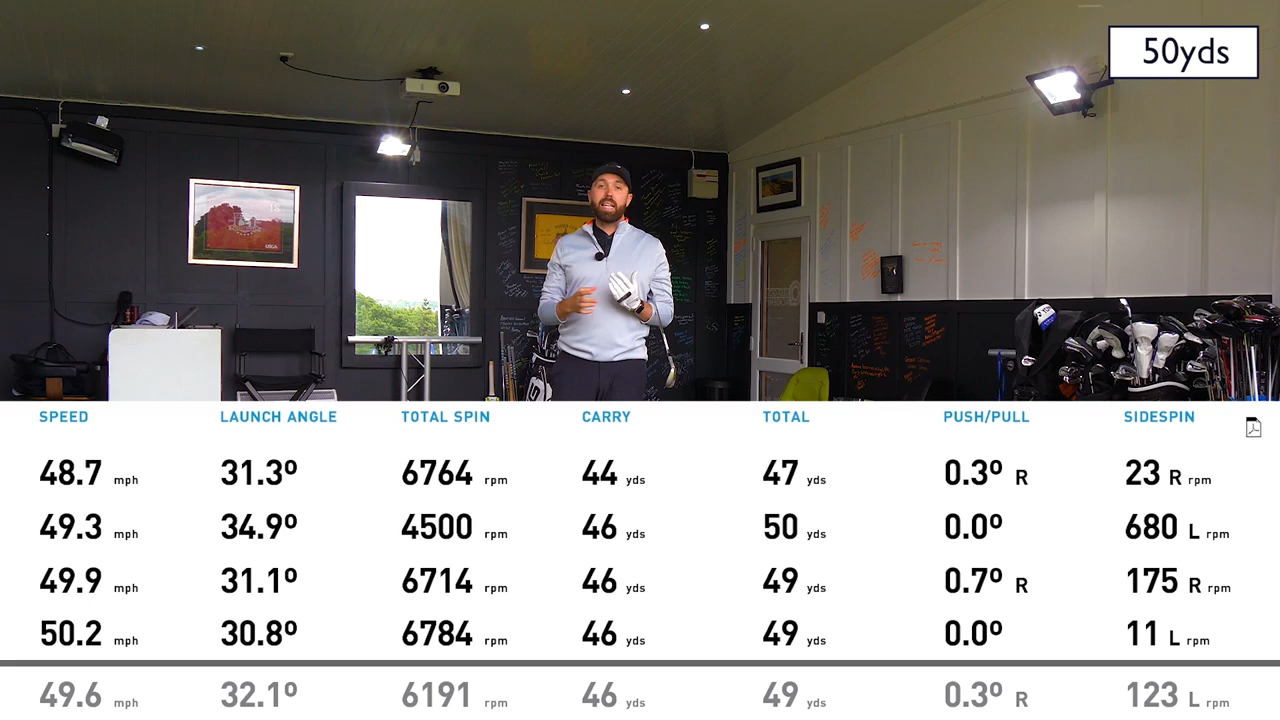 50yds
SPEED LAUNCH ANGLE TOTAL SPIN CARRY TOTAL PUSH/PULL SIDESPIN
48.7 mph 31.3º 6764 rpm 44 yds 47 yds 0.3º R 23 R rpm
49.3 mph 34.9º 4500 rpm 46 yds 50 yds 0.0º 680 L rpm
49.9 mph 31.1º 6714 rpm 46 yds 49 yds 0.7º R 175 R rpm
50.2 mph 30.8º 6784 rpm 46 yds 49 yds 0.0º 11 L rpm
49.6 mph 32.1º 6191 rpm 46 yds 49 yds 0.3º R 123 L rpm